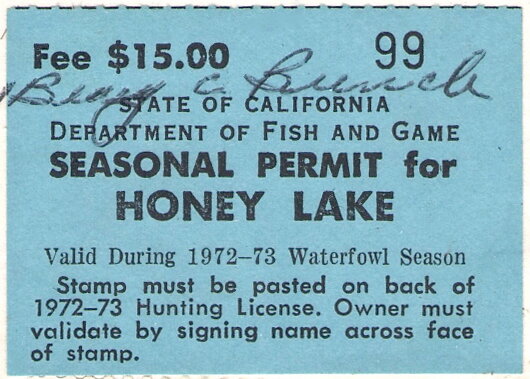 Fee $15.00 99
STATE OF CALIFORNIA
DEPARTMENT OF FISH AND GAME
SEASONAL PERMIT for
HONEY LAKE
Valid During 1972–73 Waterfowl Season
Stamp must be pasted on back of
1972–73 Hunting License. Owner must
validate by signing name across face
of stamp.